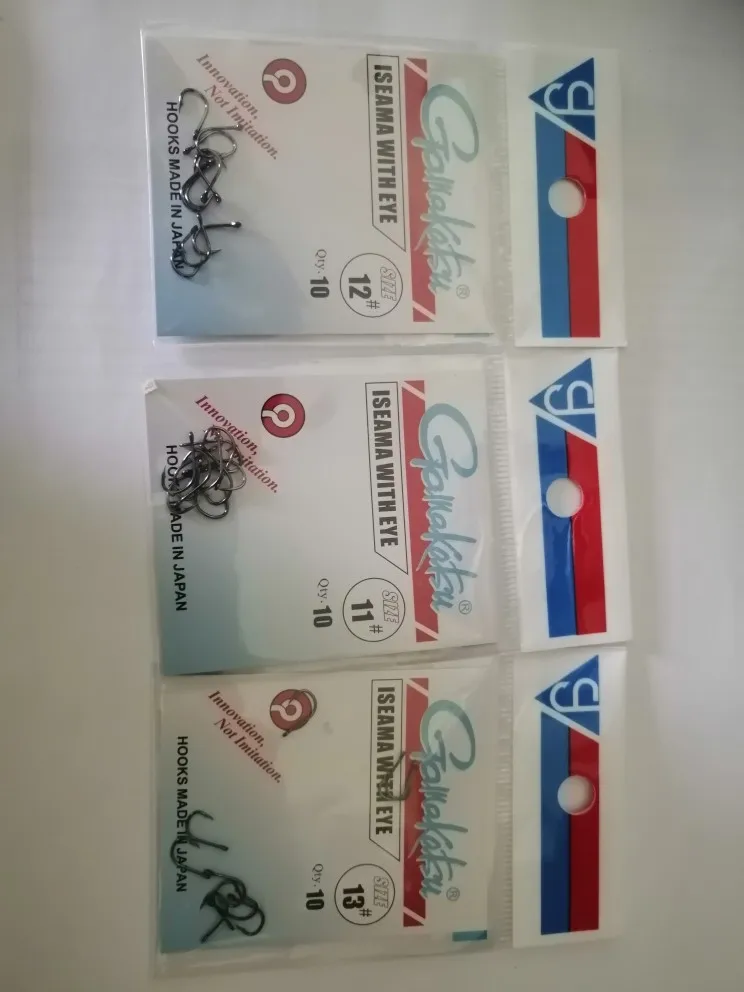 Gamakatsu®
ISEAMA WITH EYE
SIZE
12#
Qty. 10
Innovation,
Not Imitation.
HOOKS MADE IN JAPAN
Gamakatsu®
ISEAMA WITH EYE
SIZE
11#
Qty. 10
Innovation,
HOOKS MADE IN JAPAN
Gamakatsu®
ISEAMA WITH EYE
SIZE
13#
Qty. 10
Innovation,
Not Imitation.
HOOKS MADE IN JAPAN